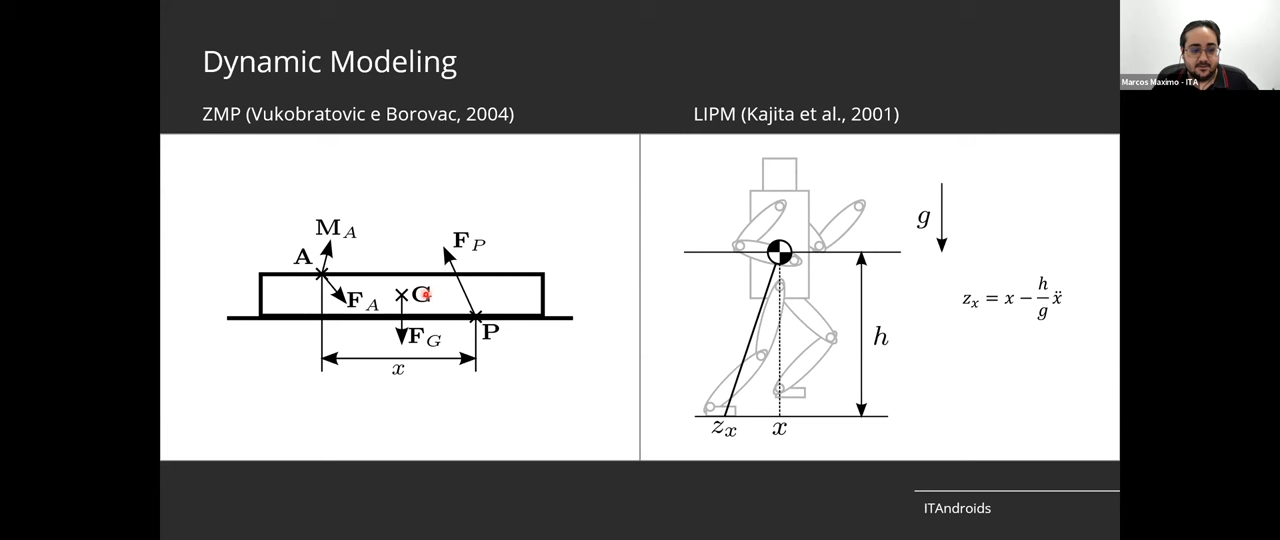 Dynamic Modeling
ZMP (Vukobratovic e Borovac, 2004)
M_A
A
F_P
F_A
G
F_G
P
x
LIPM (Kajita et al., 2001)
g
z_x = x − h/g ẍ
h
z_x x
ITAndroids
Marcos Maximo - ITA